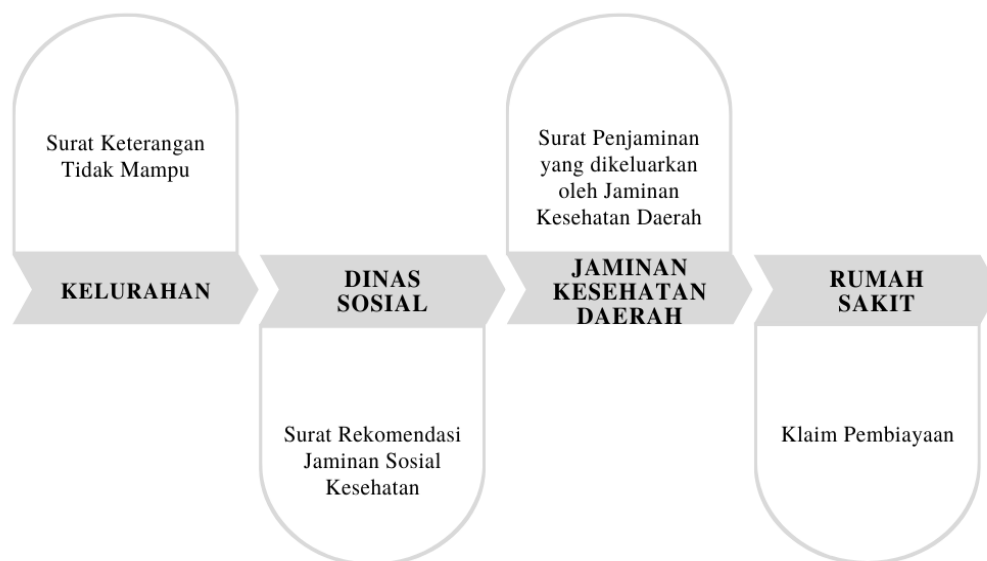 Surat Keterangan
Tidak Mampu
KELURAHAN
DINAS
SOSIAL
Surat Rekomendasi
Jaminan Sosial
Kesehatan
Surat Penjaminan
yang dikeluarkan
oleh Jaminan
Kesehatan Daerah
JAMINAN
KESEHATAN
DAERAH
RUMAH
SAKIT
Klaim Pembiayaan